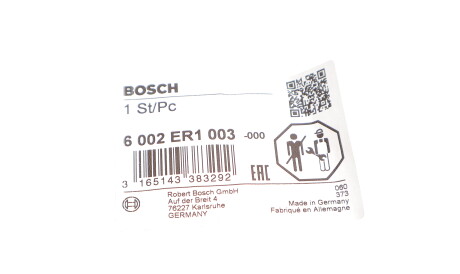 BOSCH
1 St/Pc
6 002 ER1 003 -000
3 165143 383292
EAC
Robert Bosch GmbH
Auf der Breit 4
76227 Karlsruhe
GERMANY
060
373
Made in Germany
Fabriqué en Allemagne